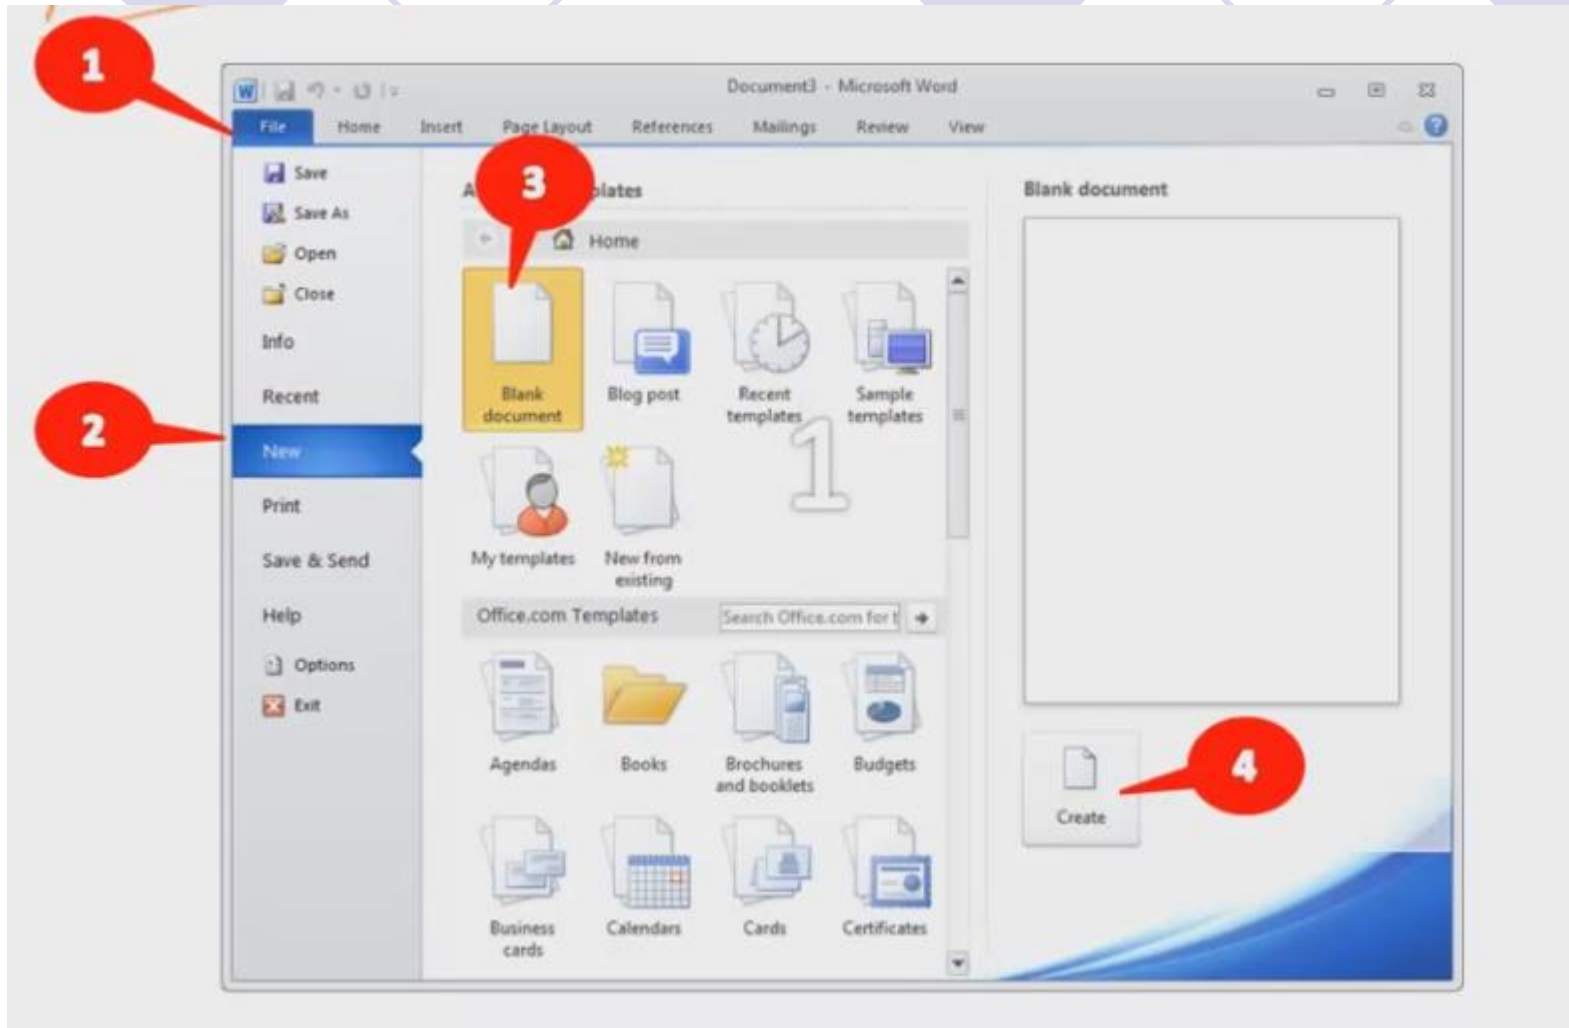 1
Document3 - Microsoft Word
File Home Insert Page Layout References Mailings Review View
Save
Save As
Open
Close
Info
Recent
2
New
Print
Save & Send
Help
Options
Exit
3
Home
Blank document
Blog post
Recent templates
Sample templates
1
My templates
New from existing
Office.com Templates
Search Office.com for t
Agendas
Books
Brochures and booklets
Budgets
Business cards
Calendars
Cards
Certificates
Blank document
4
Create